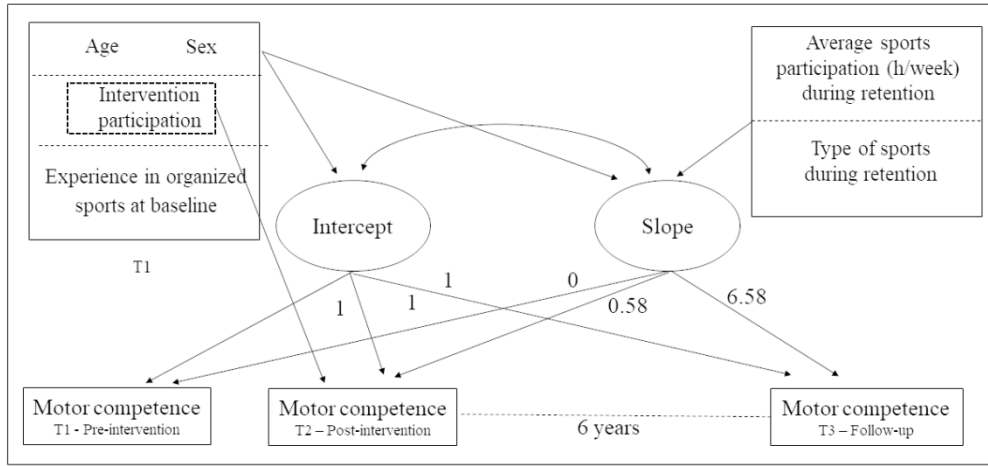 Age Sex
Intervention
participation
Experience in organized
sports at baseline
T1
Average sports
participation (h/week)
during retention
Type of sports
during retention
Intercept
Slope
1
1
1
0
0.58
6.58
Motor competence
T1 - Pre-intervention
Motor competence
T2 – Post-intervention
6 years
Motor competence
T3 – Follow-up